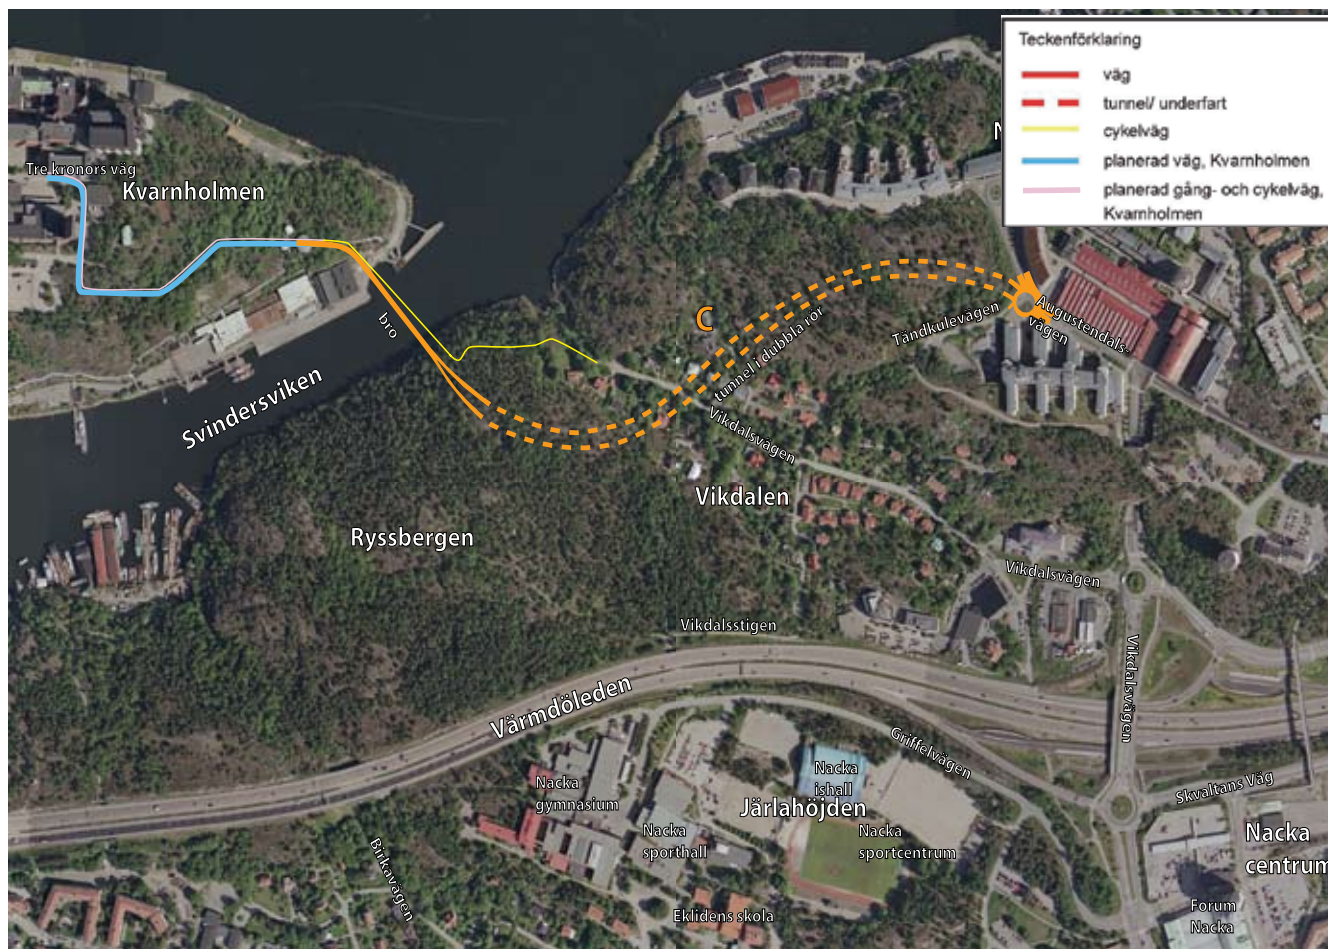 Teckenförklaring
väg
tunnel/ underfart
cykelväg
planerad väg, Kvarnholmen
planerad gång- och cykelväg,
Kvarnholmen
N
Tre kronors väg
Kvarnholmen
bro
Svindersviken
C
tunnel i dubbla rör
Tändkulevägen
Augustendals-
vägen
Vikdalsvägen
Vikdalen
Ryssbergen
Vikdalsvägen
Vikdalsstigen
Vikdalsvägen
Värmdöleden
Griffelvägen
Skvaltans Väg
Nacka
gymnasium
Nacka
ishall
Järlahöjden
Nacka
sporthall
Nacka
sportcentrum
Nacka
centrum
Birkavägen
Eklidens skola
Forum
Nacka